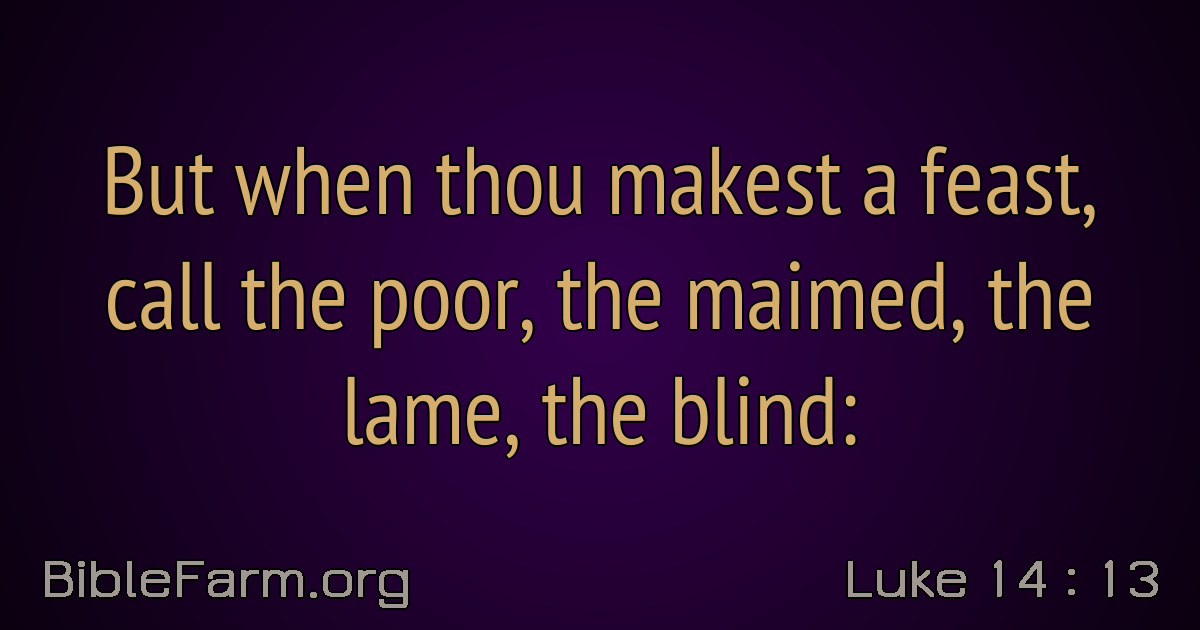 But when thou makest a feast,
call the poor, the maimed, the
lame, the blind:
BibleFarm.org
Luke 14 : 13